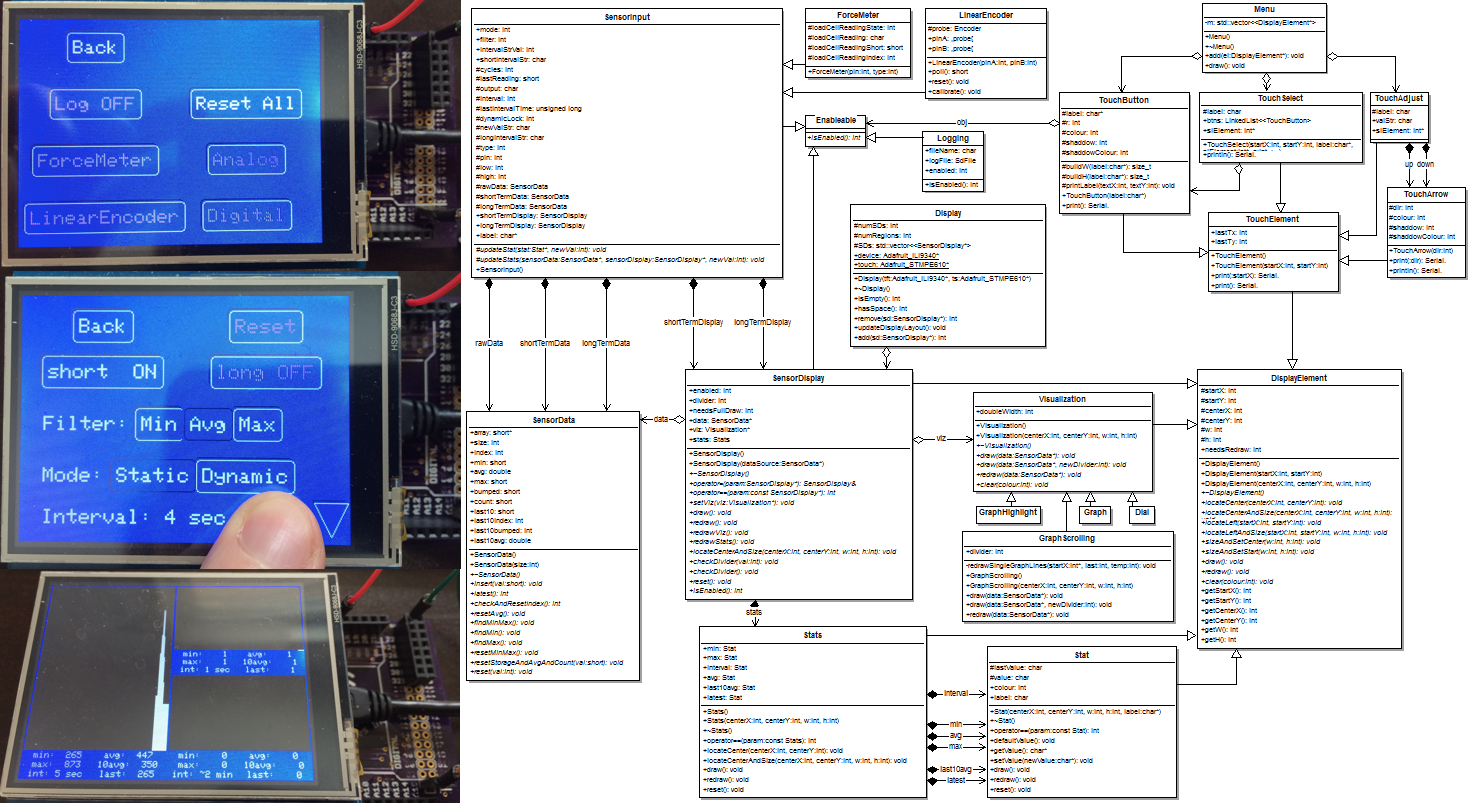 Back
Log OFF
Reset All
ForceMeter
Analog
LinearEncoder
Digital
HSD-9068J-C3
Back
Reset
short ON
long OFF
Filter: Min Avg Max
Mode: Static Dynamic
Interval: 4 sec
HSD-9068J-C3
min: 1 avg: 1
max: 1 10avg: 1
int: 1 sec last: 1
min: 265 avg: 447
max: 873 10avg: 350
int: 5 sec last: 265
min: 0 avg: 0
max: 0 10avg: 0
int: ~2 min last: 0
SensorInput
+mode: int
+filter: int
+intervalStrVal: int
+shortIntervalStr: char
#cycles: int
#lastReading: short
#output: char
#interval: int
#lastIntervalTime: unsigned long
#dynamicLow: int
#newValStr: char
#longIntervalStr: char
#type: int
#pin: int
#low: int
#high: int
#rawData: SensorData
#shortTermData: SensorData
#longTermData: SensorData
+shortTermDisplay: SensorDisplay
+longTermDisplay: SensorDisplay
+label: char*
#updateStat(stat:Stat*, newVal:int): void
#updateStats(sensorData:SensorData*, sensorDisplay:SensorDisplay*, newVal:int): void
+SensorInput()
ForceMeter
#loadCellReadingState: int
#loadCellReading: char
#loadCellReadingShort: short
#loadCellReadingIndex: int
+ForceMeter(pin:int, type:int)
LinearEncoder
#probe: Encoder
+pinA: ,probe(
+pinB: ,probe(
+LinearEncoder(pinA:int, pinB:int)
+poll(): short
+reset(): void
+calibrate(): void
Enableable
+isEnabled(): int
obj
Logging
+fileName: char
+logFile: SdFile
+enabled: int
+isEnabled(): int
Menu
-m: std::vector<<DisplayElement*>
+Menu()
+~Menu()
+add(el:DisplayElement*): void
+draw(): void
TouchButton
#label: char*
#r: int
#colour: int
#shaddow: int
#shaddowColour: int
#buildW(label:char*): size_t
#buildH(label:char*): size_t
#printLabel(textX:int, textY:int): void
+TouchButton(label:char*)
+print(): Serial.
TouchSelect
#label: char
+btns: LinkedList<<TouchButton>
+slElement: int*
+TouchSelect(startX:int, startY:int, label:char*,
+println(): Serial.
TouchAdjust
#label: char
+valStr: char
+slElement: int*
up
down
TouchArrow
#dir: int
#colour: int
#shaddow: int
#shaddowColour: int
+TouchArrow(dir:int)
+print(:dir): Serial.
+println(): Serial.
TouchElement
+lastTx: int
+lastTy: int
+TouchElement()
+TouchElement(startX:int, startY:int)
+print(:startX): Serial.
+print(): Serial.
Display
#numSDs: int
#numRegions: int
#SDs: std::vector<<SensorDisplay*>
+device: Adafruit_ILI9340*
+touch: Adafruit_STMPE610*
+Display(tft:Adafruit_ILI9340*, ts:Adafruit_STMPE610*)
+~Display()
+isEmpty(): int
+hasSpace(): int
+remove(sd:SensorDisplay*): int
+updateDisplayLayout(): void
+add(sd:SensorDisplay*): int
rawData
shortTermData
longTermData
shortTermDisplay
longTermDisplay
SensorData
+array: short*
+size: int
+index: int
+min: short
+avg: double
+max: short
+bumped: short
+count: short
+last10: short
+last10index: int
+last10bumped: int
+last10avg: double
+SensorData()
+SensorData(size:int)
+~SensorData()
+insert(val:short): void
+latest(): int
+checkAndResetIndex(): int
+resetAvg(): void
+findMinMax(): void
+findMin(): void
+findMax(): void
+resetMinMax(): void
+resetStorageAndAvgAndCount(val:short): void
+reset(val:int): void
data
SensorDisplay
+enabled: int
+divider: int
+needsFullDraw: int
+data: SensorData*
+viz: Visualization*
+stats: Stats
+SensorDisplay()
+SensorDisplay(dataSource:SensorData*)
+~SensorDisplay()
+operator=(param:SensorDisplay*): SensorDisplay&
+operator==(param:const SensorDisplay*): int
+setViz(viz:Visualization*): void
+draw(): void
+redraw(): void
+redrawViz(): void
+redrawStats(): void
+locateCenterAndSize(centerX:int, centerY:int, w:int, h:int): void
+checkDivider(val:int): void
+checkDivider(): void
+reset(): void
+isEnabled(): int
viz
stats
Visualization
+doubleWidth: int
+Visualization()
+Visualization(centerX:int, centerY:int, w:int, h:int)
+~Visualization()
+draw(data:SensorData*): void
+draw(data:SensorData*, newDivider:int): void
+redraw(data:SensorData*): void
+clear(colour:int): void
GraphHighlight
Graph
Dial
GraphScrolling
+divider: int
+redrawSingleGraphLines(startX:int*, last:int, temp:int): void
+GraphScrolling()
+GraphScrolling(centerX:int, centerY:int, w:int, h:int)
+draw(data:SensorData*): void
+draw(data:SensorData*, newDivider:int): void
+redraw(data:SensorData*): void
DisplayElement
#startX: int
#startY: int
#centerX: int
#centerY: int
#w: int
#h: int
+needsRedraw: int
+DisplayElement()
+DisplayElement(startX:int, startY:int)
+DisplayElement(centerX:int, centerY:int, w:int, h:int)
+~DisplayElement()
+locateCenter(centerX:int, centerY:int): void
+locateCenterAndSize(centerX:int, centerY:int, w:int, h:int):
+locateLeft(startX:int, startY:int): void
+locateLeftAndSize(startX:int, startY:int, w:int, h:int): void
+sizeAndSetCenter(w:int, h:int): void
+sizeAndSetStart(w:int, h:int): void
+draw(): void
+redraw(): void
+clear(colour:int): void
+getStartX(): int
+getStartY(): int
+getCenterX(): int
+getCenterY(): int
+getW(): int
+getH(): int
Stats
+min: Stat
+max: Stat
+interval: Stat
+avg: Stat
+last10avg: Stat
+latest: Stat
+Stats()
+Stats(centerX:int, centerY:int, w:int, h:int)
+~Stats()
+operator==(param:const Stats): int
+locateCenter(centerX:int, centerY:int): void
+locateCenterAndSize(centerX:int, centerY:int, w:int, h:int): void
+draw(): void
+redraw(): void
+reset(): void
interval
min
avg
max
last10avg
latest
Stat
#lastValue: char
#value: char
+colour: int
+label: char
+Stat(centerX:int, centerY:int, w:int, h:int, label:char*)
+~Stat()
+operator==(param:const Stat): int
+defaultValue(): void
+getValue(): char*
+setValue(newValue:char*): void
+draw(): void
+redraw(): void
+reset(): void